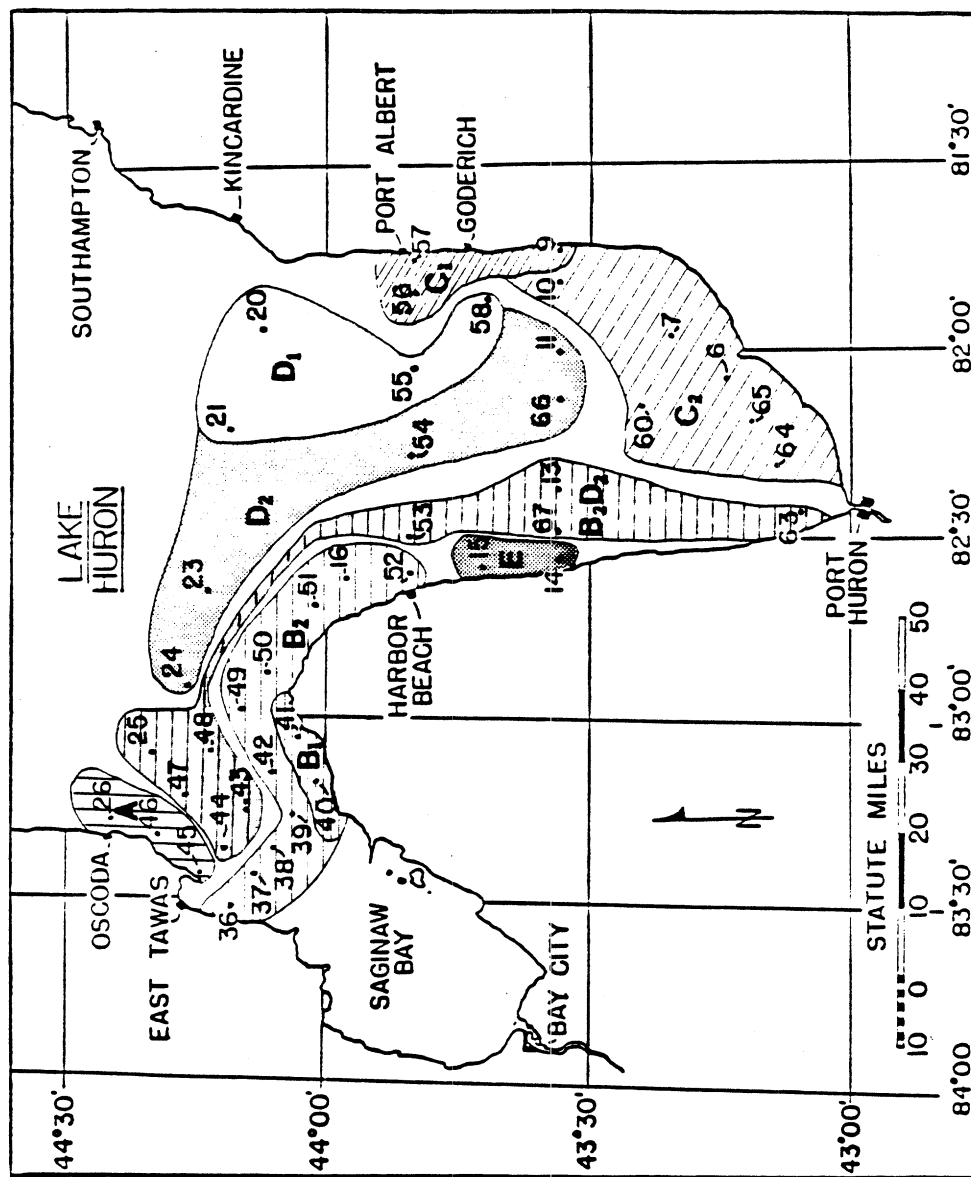 LAKE
HURON
SOUTHAMPTON
KINCARDINE
PORT ALBERT
GODERICH
OSCODA
EAST TAWAS
SAGINAW
BAY
BAY CITY
HARBOR
BEACH
PORT
HURON
26
A
46
45
25
47
48
44
43
24
23
D₂
21
20
D₁
55
58
54
66
11
36
37
38
39
40
B₁
41
42
49
50
B₂
51
16
52
53
67
13
B₂D₂
63
15
E
14
56
57
C₁
9
10
7
6
C₂
60
65
64
N
STATUTE MILES
10 0 10 20 30 40 50
44°30'
44°00'
43°30'
43°00'
84°00'
83°30'
83°00'
82°30'
82°00'
81°30'